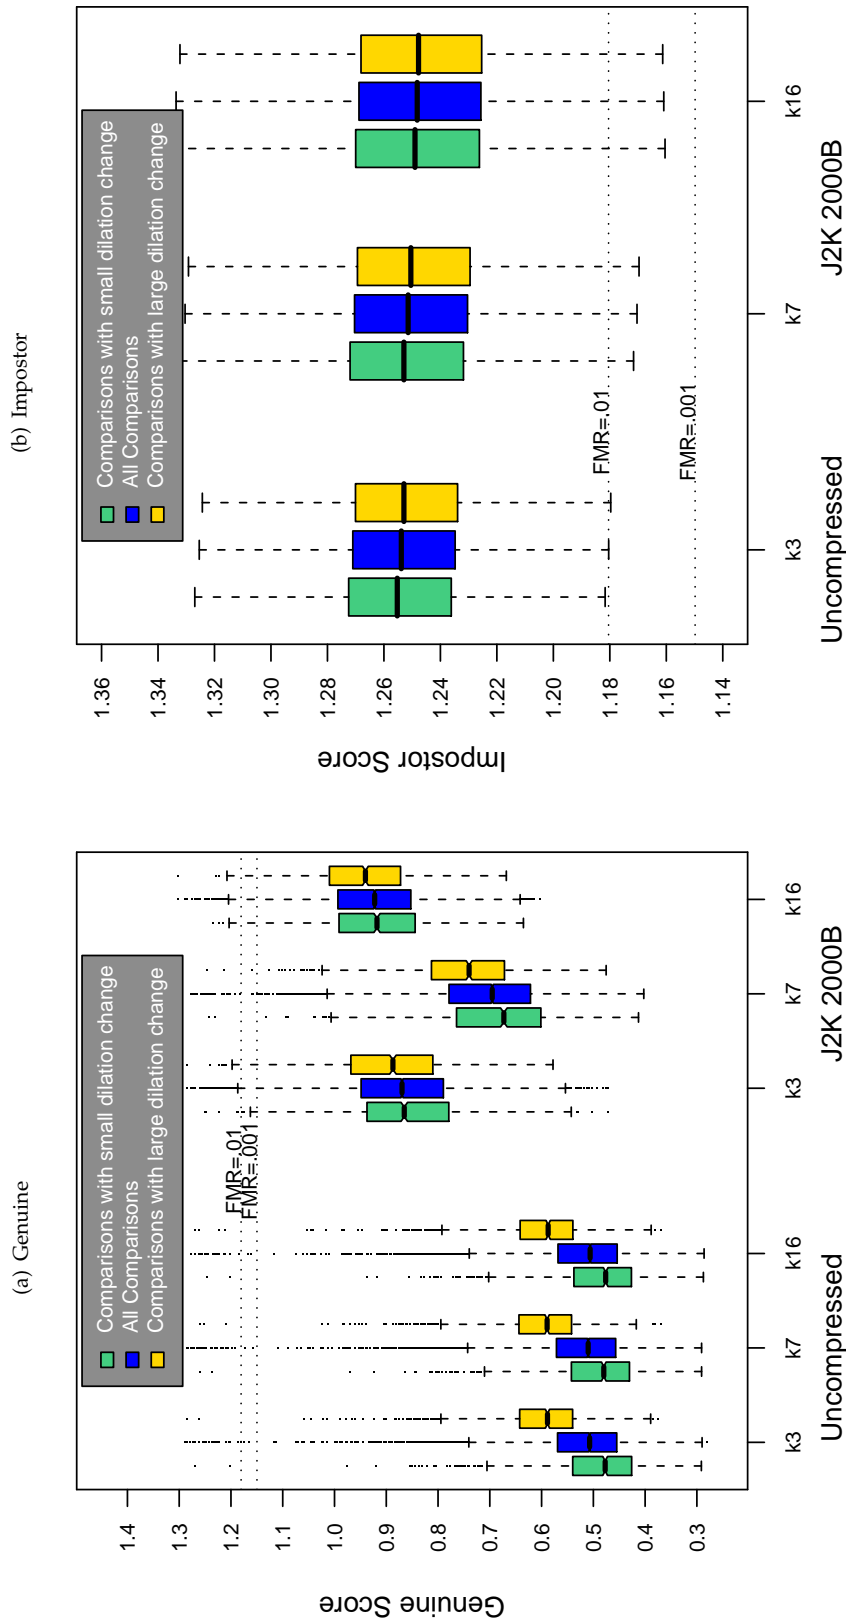 (a) Genuine
Genuine Score
1.4
1.3
1.2
1.1
1.0
0.9
0.8
0.7
0.6
0.5
0.4
0.3
Comparisons with small dilation change
All Comparisons
Comparisons with large dilation change
FMR=.01
FMR=.001
k3
k7
k16
k3
k7
k16
Uncompressed
J2K 2000B
(b) Impostor
Impostor Score
1.36
1.34
1.32
1.30
1.28
1.26
1.24
1.22
1.20
1.18
1.16
1.14
Comparisons with small dilation change
All Comparisons
Comparisons with large dilation change
FMR=.01
FMR=.001
k3
k7
k16
Uncompressed
J2K 2000B